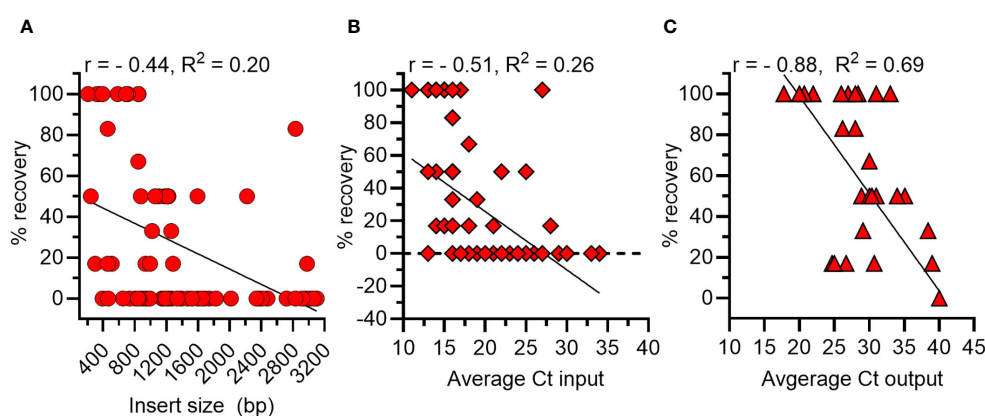 A
r = - 0.44, R² = 0.20
% recovery
100
80
60
40
20
0
400
800
1200
1600
2000
2400
2800
3200
Insert size (bp)
B
r = - 0.51, R² = 0.26
% recovery
100
80
60
40
20
0
-20
-40
10 15 20 25 30 35 40
Average Ct input
C
r = - 0.88, R² = 0.69
% recovery
100
80
60
40
20
0
10 15 20 25 30 35 40 45
Avgerage Ct output